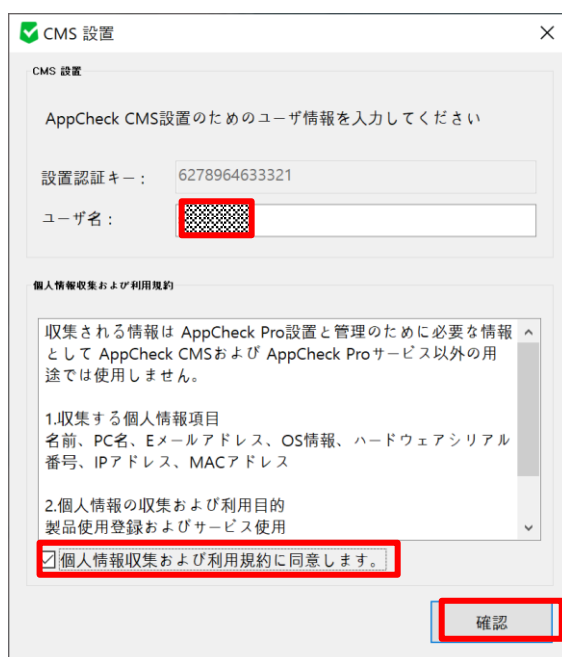 CMS 設置
CMS 設置
AppCheck CMS設置のためのユーザ情報を入力してください
設置認証キー：
6278964633321
ユーザ名：
個人情報収集および利用規約
収集される情報は AppCheck Pro設置と管理のために必要な情報
として AppCheck CMSおよび AppCheck Proサービス以外の用
途では使用しません。
1.収集する個人情報項目
名前、PC名、Eメールアドレス、OS情報、ハードウェアシリアル
番号、IPアドレス、MACアドレス
2.個人情報の収集および利用目的
製品使用登録およびサービス使用
個人情報収集および利用規約に同意します。
確認